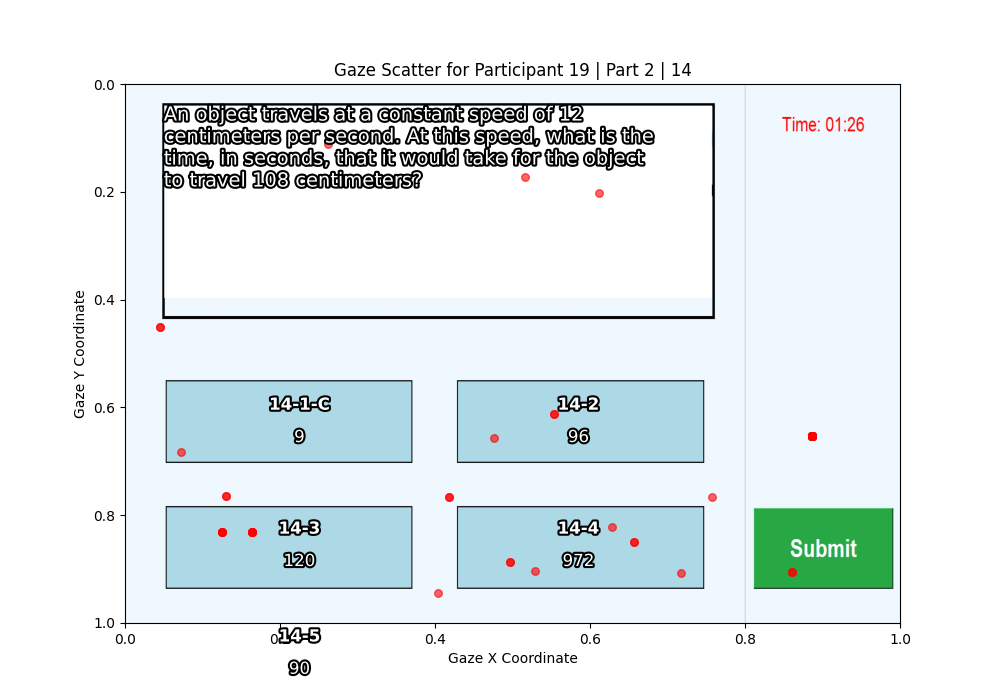 Gaze Scatter for Participant 19 | Part 2 | 14
An object travels at a constant speed of 12
centimeters per second. At this speed, what is the
time, in seconds, that it would take for the object
to travel 108 centimeters?
Time: 01:26
0.0
0.2
0.4
0.6
0.8
1.0
Gaze Y Coordinate
14-1-C
9
14-2
96
14-3
120
14-4
972
Submit
0.0
0.4
0.6
0.8
1.0
14-5
90
Gaze X Coordinate